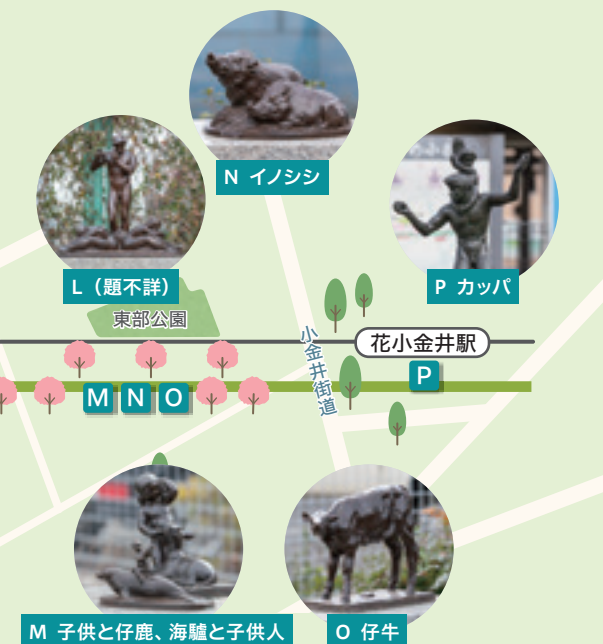 N イノシシ
L（題不詳）
P カッパ
東部公園
小金井街道
花小金井駅
P
M
N
O
M 子供と仔鹿、海驢と子供人
O 仔牛